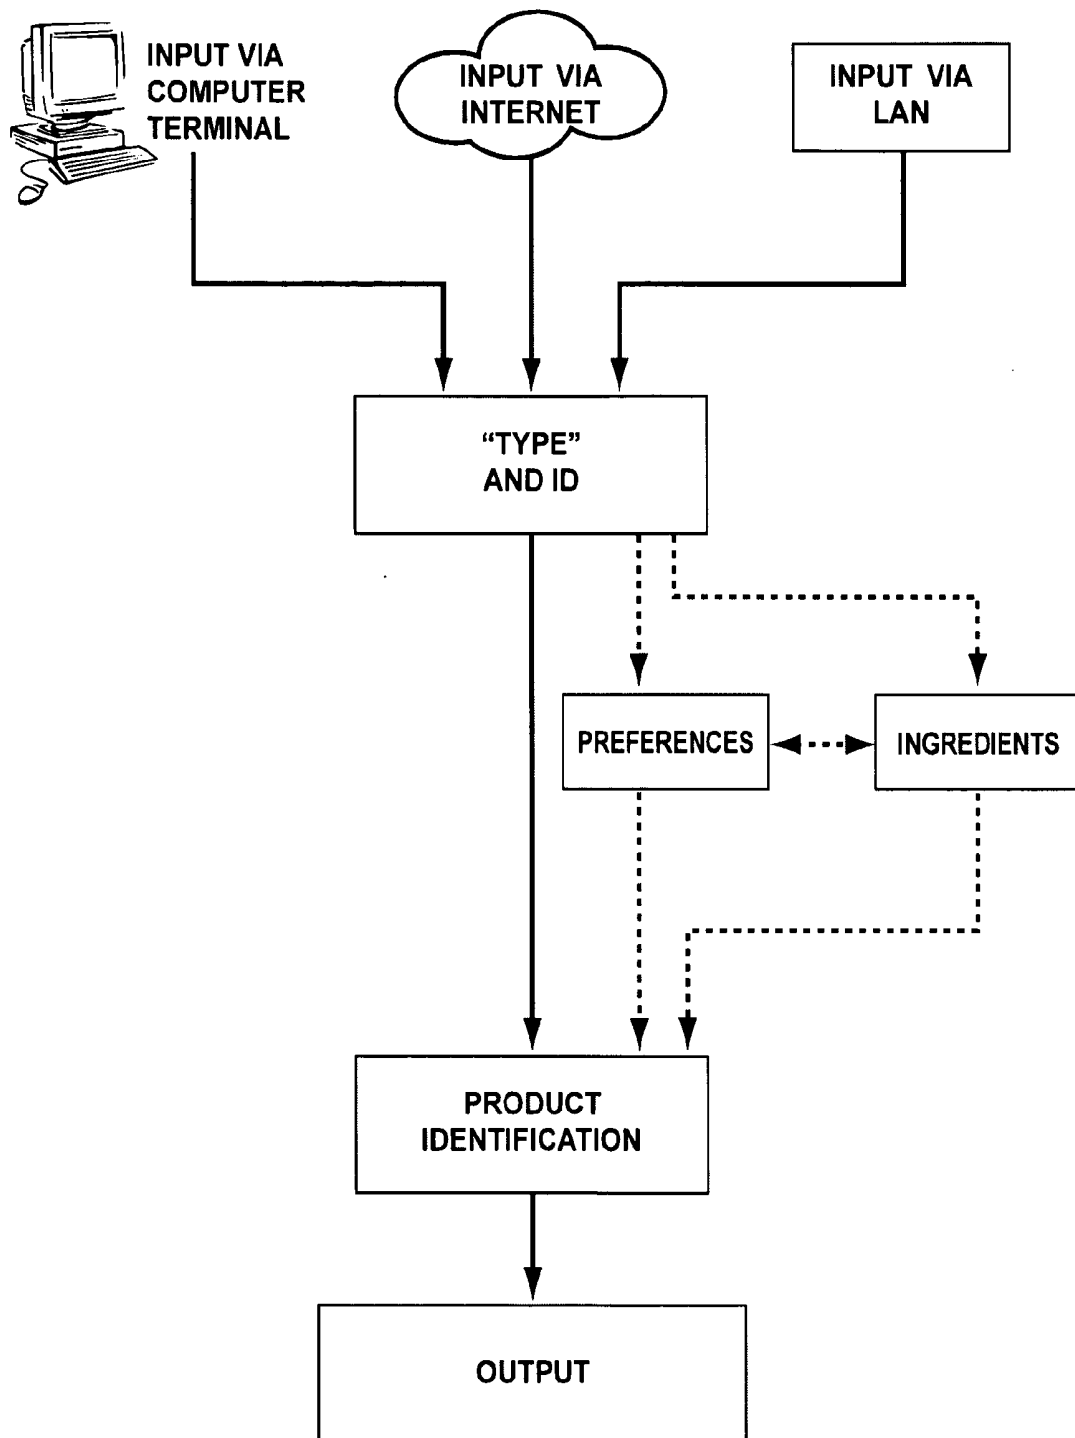 INPUT VIA
COMPUTER
TERMINAL
INPUT VIA
INTERNET
INPUT VIA
LAN
“TYPE”
AND ID
PREFERENCES
INGREDIENTS
PRODUCT
IDENTIFICATION
OUTPUT